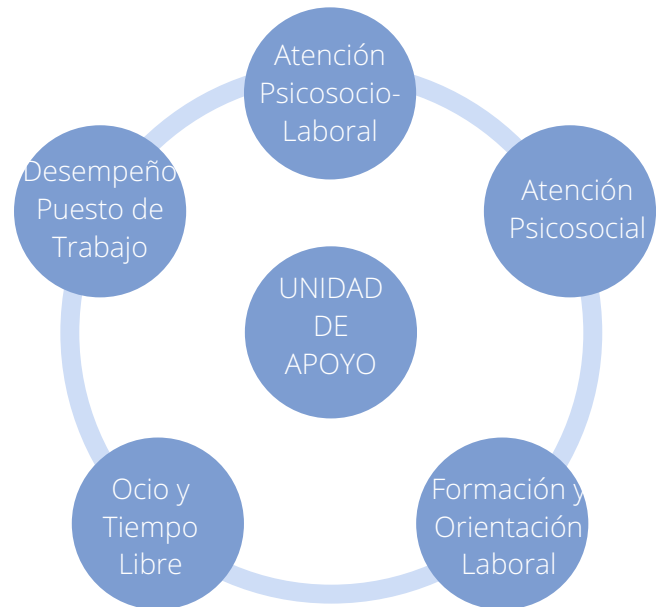 Atención
Psicosocio-
Laboral
Atención
Psicosocial
Formación y
Orientación
Laboral
Ocio y
Tiempo
Libre
Desempeño
Puesto de
Trabajo
UNIDAD
DE
APOYO